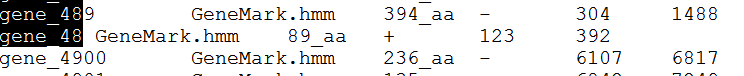 gene_489 GeneMark.hmm 394_aa - 304 1488
gene_48 GeneMark.hmm 89_aa + 123 392
gene_4900 GeneMark.hmm 236_aa - 6107 6817